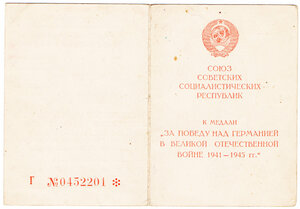 СОЮЗ
СОВЕТСКИХ
СОЦИАЛИСТИЧЕСКИХ
РЕСПУБЛИК
К МЕДАЛИ
"ЗА ПОБЕДУ НАД ГЕРМАНИЕЙ
В ВЕЛИКОЙ ОТЕЧЕСТВЕННОЙ
ВОЙНЕ 1941—1945 гг."
Г №0452201 *